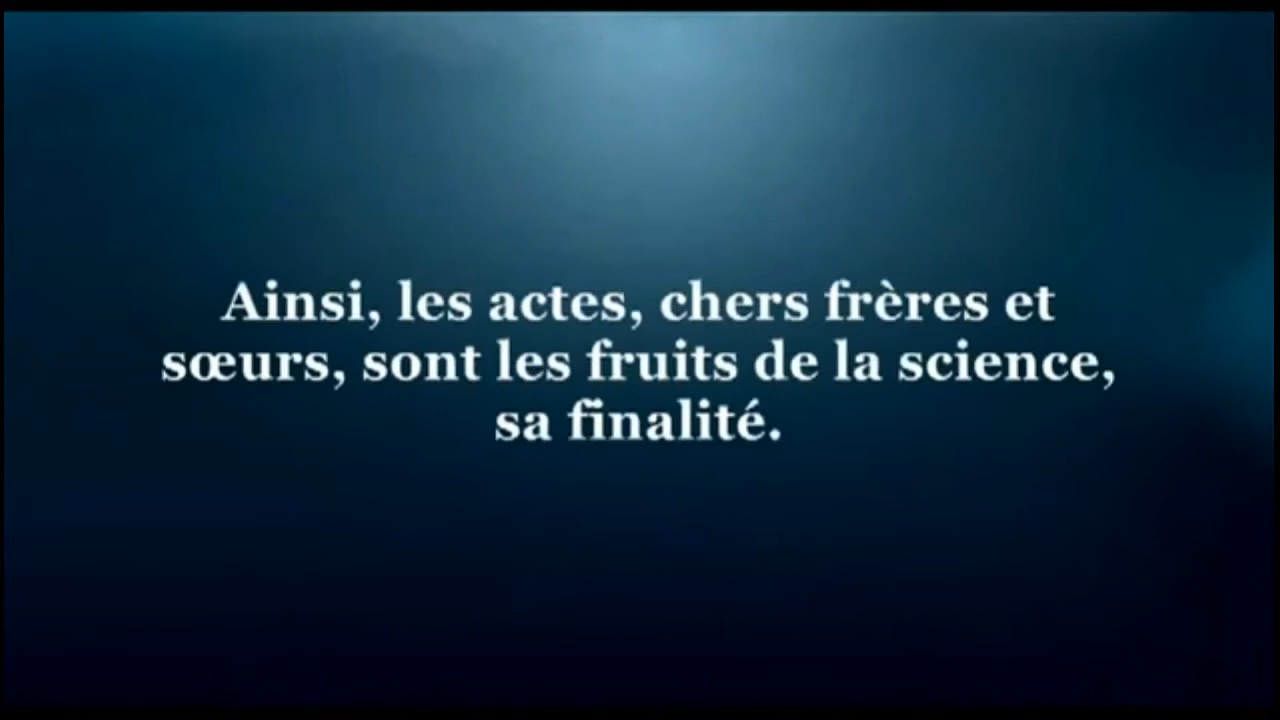 Ainsi, les actes, chers frères et
sœurs, sont les fruits de la science,
sa finalité.